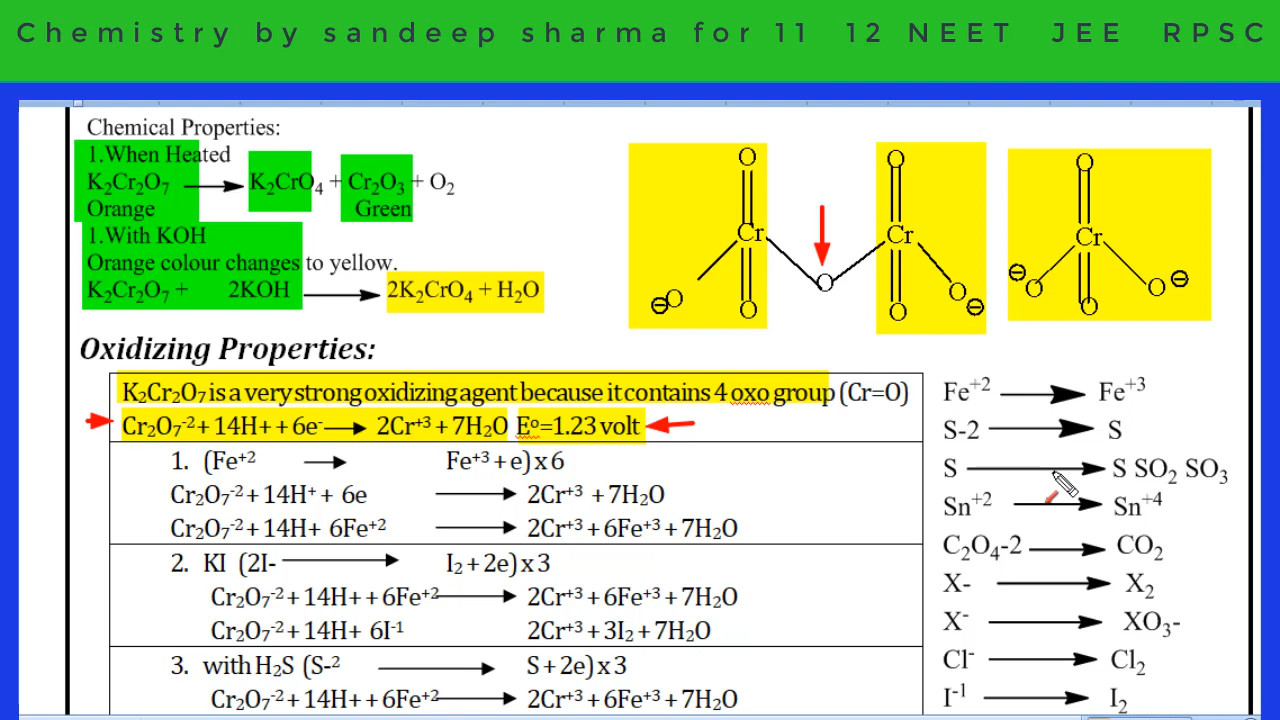 Chemistry by sandeep sharma for 11 12 NEET JEE RPSC
Chemical Properties:
1.When Heated
K₂Cr₂O₇ ⟶ K₂CrO₄ + Cr₂O₃ + O₂
Orange Green
1.With KOH
Orange colour changes to yellow.
K₂Cr₂O₇ + 2KOH ⟶ 2K₂CrO₄ + H₂O
O O O
Cr Cr Cr
⊖O O O O⊖ ⊖O O⊖
O O O
Oxidizing Properties:
K₂Cr₂O₇ is a very strong oxidizing agent because it contains 4 oxo group (Cr=O)
Cr₂O₇⁻² + 14H+ + 6e⁻ ⟶ 2Cr⁺³ + 7H₂O E⁰=1.23 volt
1. (Fe⁺² ⟶ Fe⁺³ + e) x 6
Cr₂O₇⁻² + 14H⁺ + 6e ⟶ 2Cr⁺³ + 7H₂O
Cr₂O₇⁻² + 14H+ 6Fe⁺² ⟶ 2Cr⁺³ + 6Fe⁺³ + 7H₂O
2. KI (2I- ⟶ I₂ + 2e) x 3
Cr₂O₇⁻² + 14H+ + 6Fe⁺² ⟶ 2Cr⁺³ + 6Fe⁺³ + 7H₂O
Cr₂O₇⁻² + 14H+ 6I⁻¹ 2Cr⁺³ + 3I₂ + 7H₂O
3. with H₂S (S-² ⟶ S + 2e) x 3
Cr₂O₇⁻² + 14H+ + 6Fe⁺² ⟶ 2Cr⁺³ + 6Fe⁺³ + 7H₂O
Fe⁺² ⟶ Fe⁺³
S-2 ⟶ S
S ⟶ S SO₂ SO₃
Sn⁺² ⟶ Sn⁺⁴
C₂O₄-2 ⟶ CO₂
X- ⟶ X₂
X⁻ ⟶ XO₃-
Cl⁻ ⟶ Cl₂
I⁻¹ ⟶ I₂